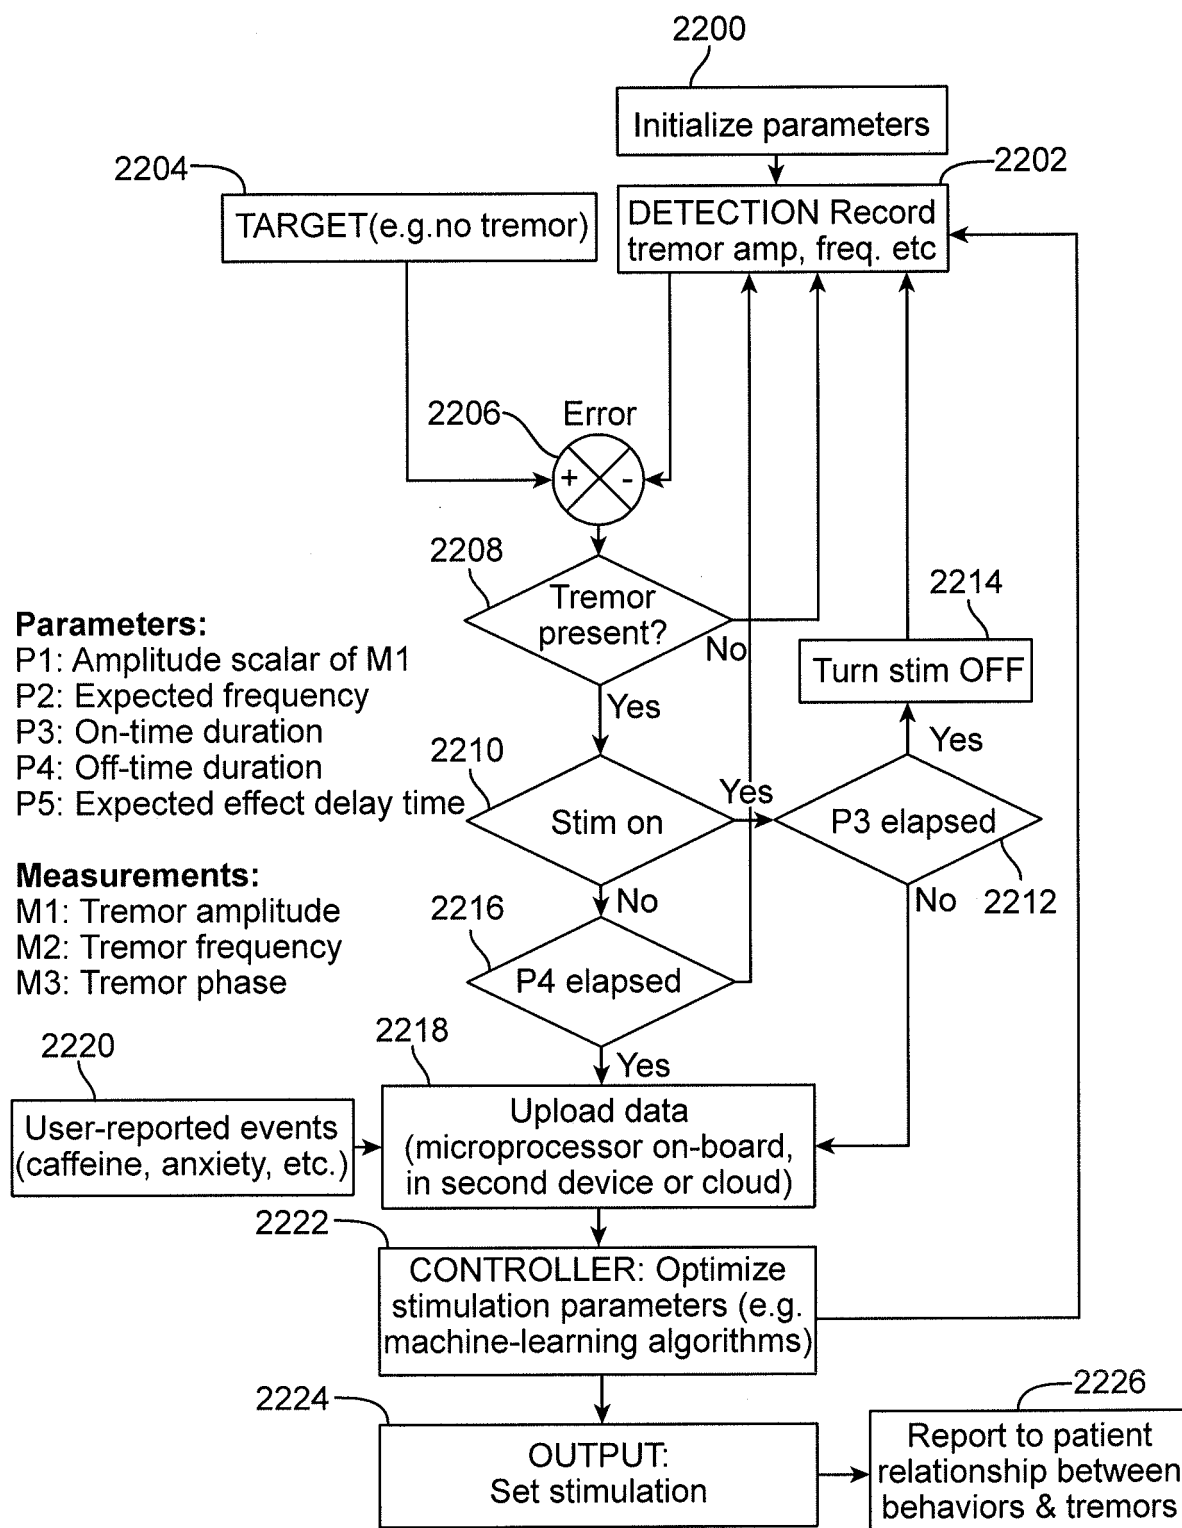 2200
Initialize parameters
2202
2204
DETECTION Record
tremor amp, freq. etc
TARGET(e.g.no tremor)
2206
Error
+
-
2208
Tremor
present?
No
Yes
2214
Turn stim OFF
Yes
Parameters:
P1: Amplitude scalar of M1
P2: Expected frequency
P3: On-time duration
P4: Off-time duration
P5: Expected effect delay time
2210
Stim on
Yes
P3 elapsed
2212
No
No
Measurements:
M1: Tremor amplitude
M2: Tremor frequency
M3: Tremor phase
2216
P4 elapsed
Yes
2218
2220
User-reported events
(caffeine, anxiety, etc.)
Upload data
(microprocessor on-board,
in second device or cloud)
2222
CONTROLLER: Optimize
stimulation parameters (e.g.
machine-learning algorithms)
2224
OUTPUT:
Set stimulation
2226
Report to patient
relationship between
behaviors & tremors